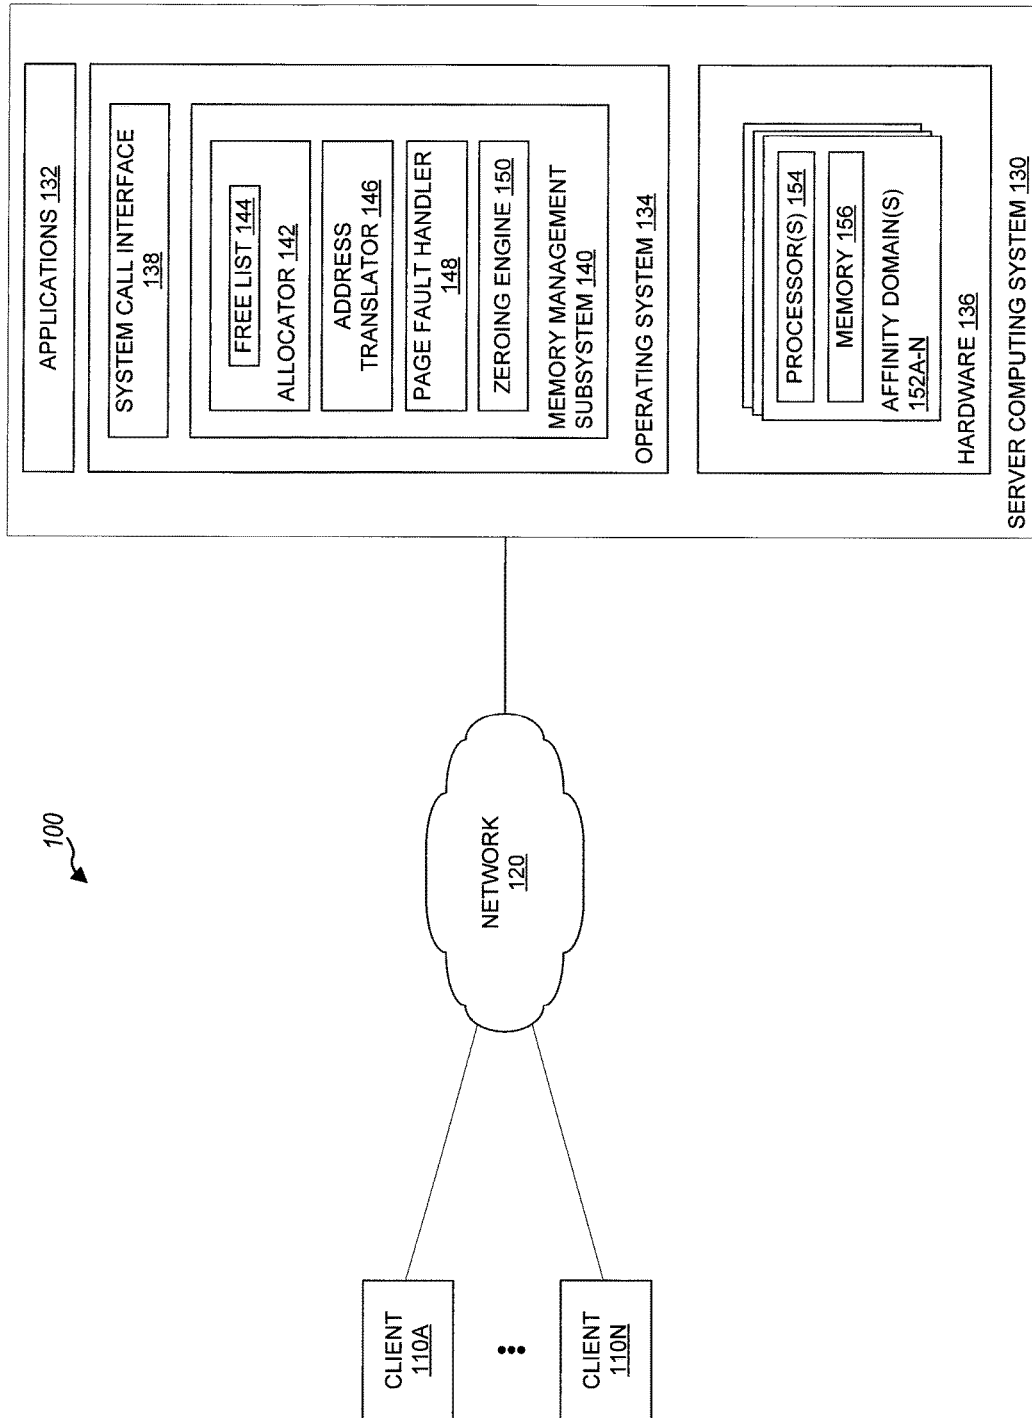 100
CLIENT
110A
CLIENT
110N
NETWORK
120
APPLICATIONS 132
SYSTEM CALL INTERFACE
138
FREE LIST 144
ALLOCATOR 142
ADDRESS
TRANSLATOR 146
PAGE FAULT HANDLER
148
ZEROING ENGINE 150
MEMORY MANAGEMENT
SUBSYSTEM 140
OPERATING SYSTEM 134
PROCESSOR(S) 154
MEMORY 156
AFFINITY DOMAIN(S)
152A-N
HARDWARE 136
SERVER COMPUTING SYSTEM 130